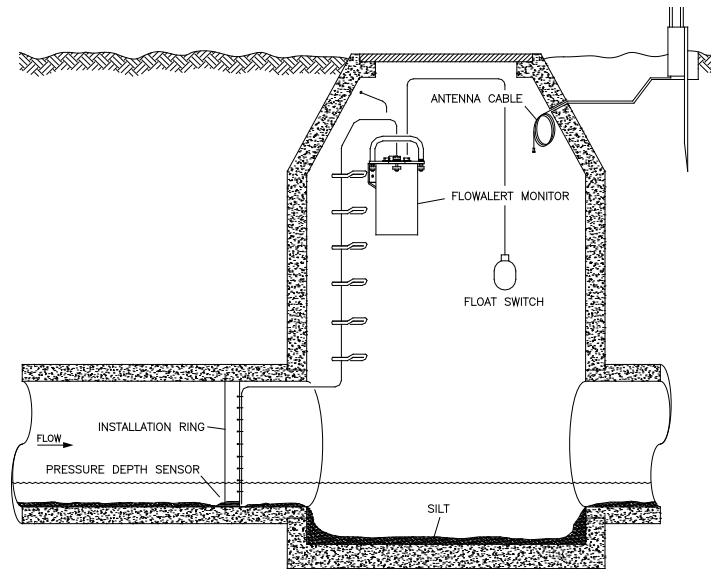 ANTENNA CABLE
FLOWALERT MONITOR
FLOAT SWITCH
INSTALLATION RING
FLOW
PRESSURE DEPTH SENSOR
SILT